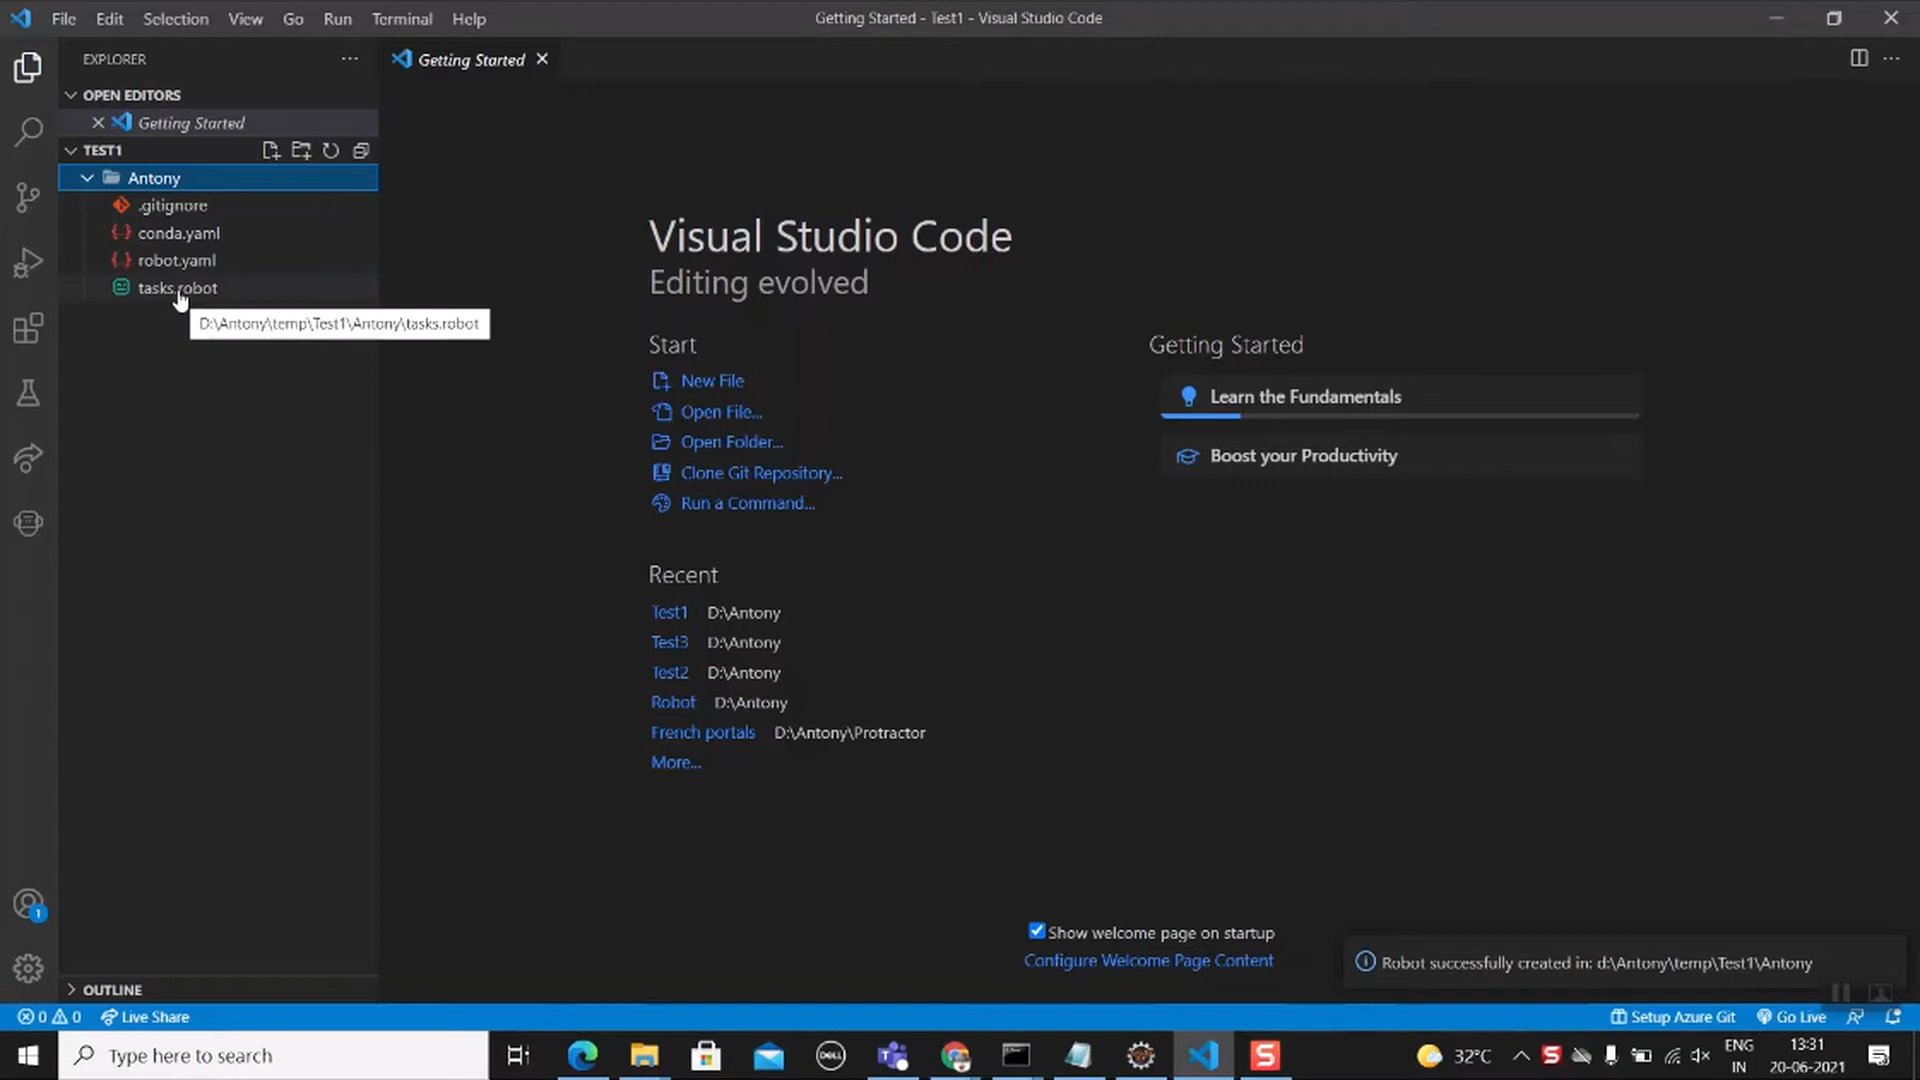 File Edit Selection View Go Run Terminal Help
Getting Started - Test1 - Visual Studio Code
EXPLORER
Getting Started
OPEN EDITORS
Getting Started
TEST1
Antony
.gitignore
conda.yaml
robot.yaml
tasks.robot
D:\Antony\temp\Test1\Antony\tasks.robot
Visual Studio Code
Editing evolved
Start
New File
Open File...
Open Folder...
Clone Git Repository...
Run a Command...
Recent
Test1 D:\Antony
Test3 D:\Antony
Test2 D:\Antony
Robot D:\Antony
French portals D:\Antony\Protractor
More...
Getting Started
Learn the Fundamentals
Boost your Productivity
Show welcome page on startup
Configure Welcome Page Content
Robot successfully created in: d:\Antony\temp\Test1\Antony
1
OUTLINE
0 0 Live Share
Setup Azure Git Go Live
Type here to search
DELL
S
32°C
S
ENG
IN
13:31
20-06-2021